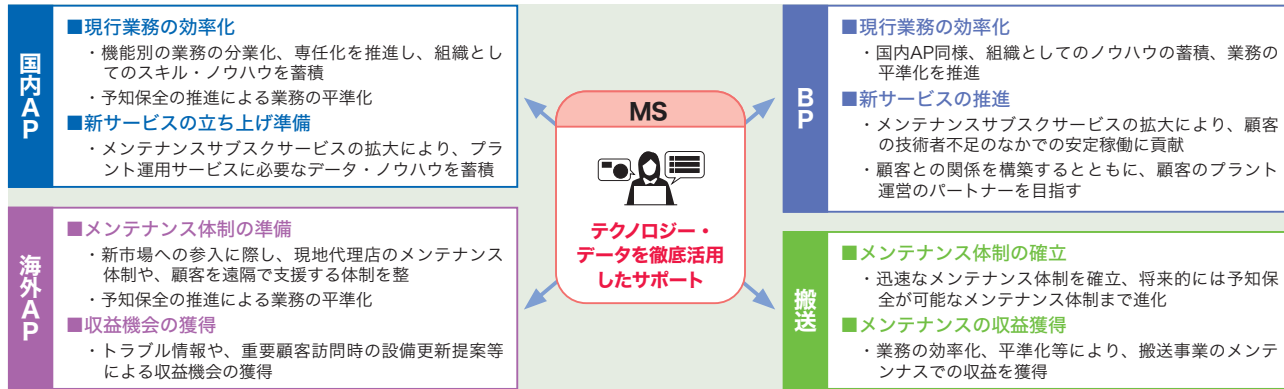 国内AP
■現行業務の効率化
・機能別の業務の分業化、専任化を推進し、組織とし
てのスキル・ノウハウを蓄積
・予知保全の推進による業務の平準化
■新サービスの立ち上げ準備
・メンテナンスサブスクサービスの拡大により、プラ
ント運用サービスに必要なデータ・ノウハウを蓄積
海外AP
■メンテナンス体制の準備
・新市場への参入に際し、現地代理店のメンテナンス
体制や、顧客を遠隔で支援する体制を整
・予知保全の推進による業務の平準化
■収益機会の獲得
・トラブル情報や、重要顧客訪問時の設備更新提案等
による収益機会の獲得
MS
テクノロジー・
データを徹底活用
したサポート
BP
■現行業務の効率化
・国内AP同様、組織としてのノウハウの蓄積、業務の
平準化を推進
■新サービスの推進
・メンテナンスサブスクサービスの拡大により、顧客
の技術者不足のなかでの安定稼働に貢献
・顧客との関係を構築するとともに、顧客のプラント
運営のパートナーを目指す
搬送
■メンテナンス体制の確立
・迅速なメンテナンス体制を確立、将来的には予知保
全が可能なメンテナンス体制まで進化
■メンテナンスの収益獲得
・業務の効率化、平準化等により、搬送事業のメンテ
ンナスでの収益を獲得